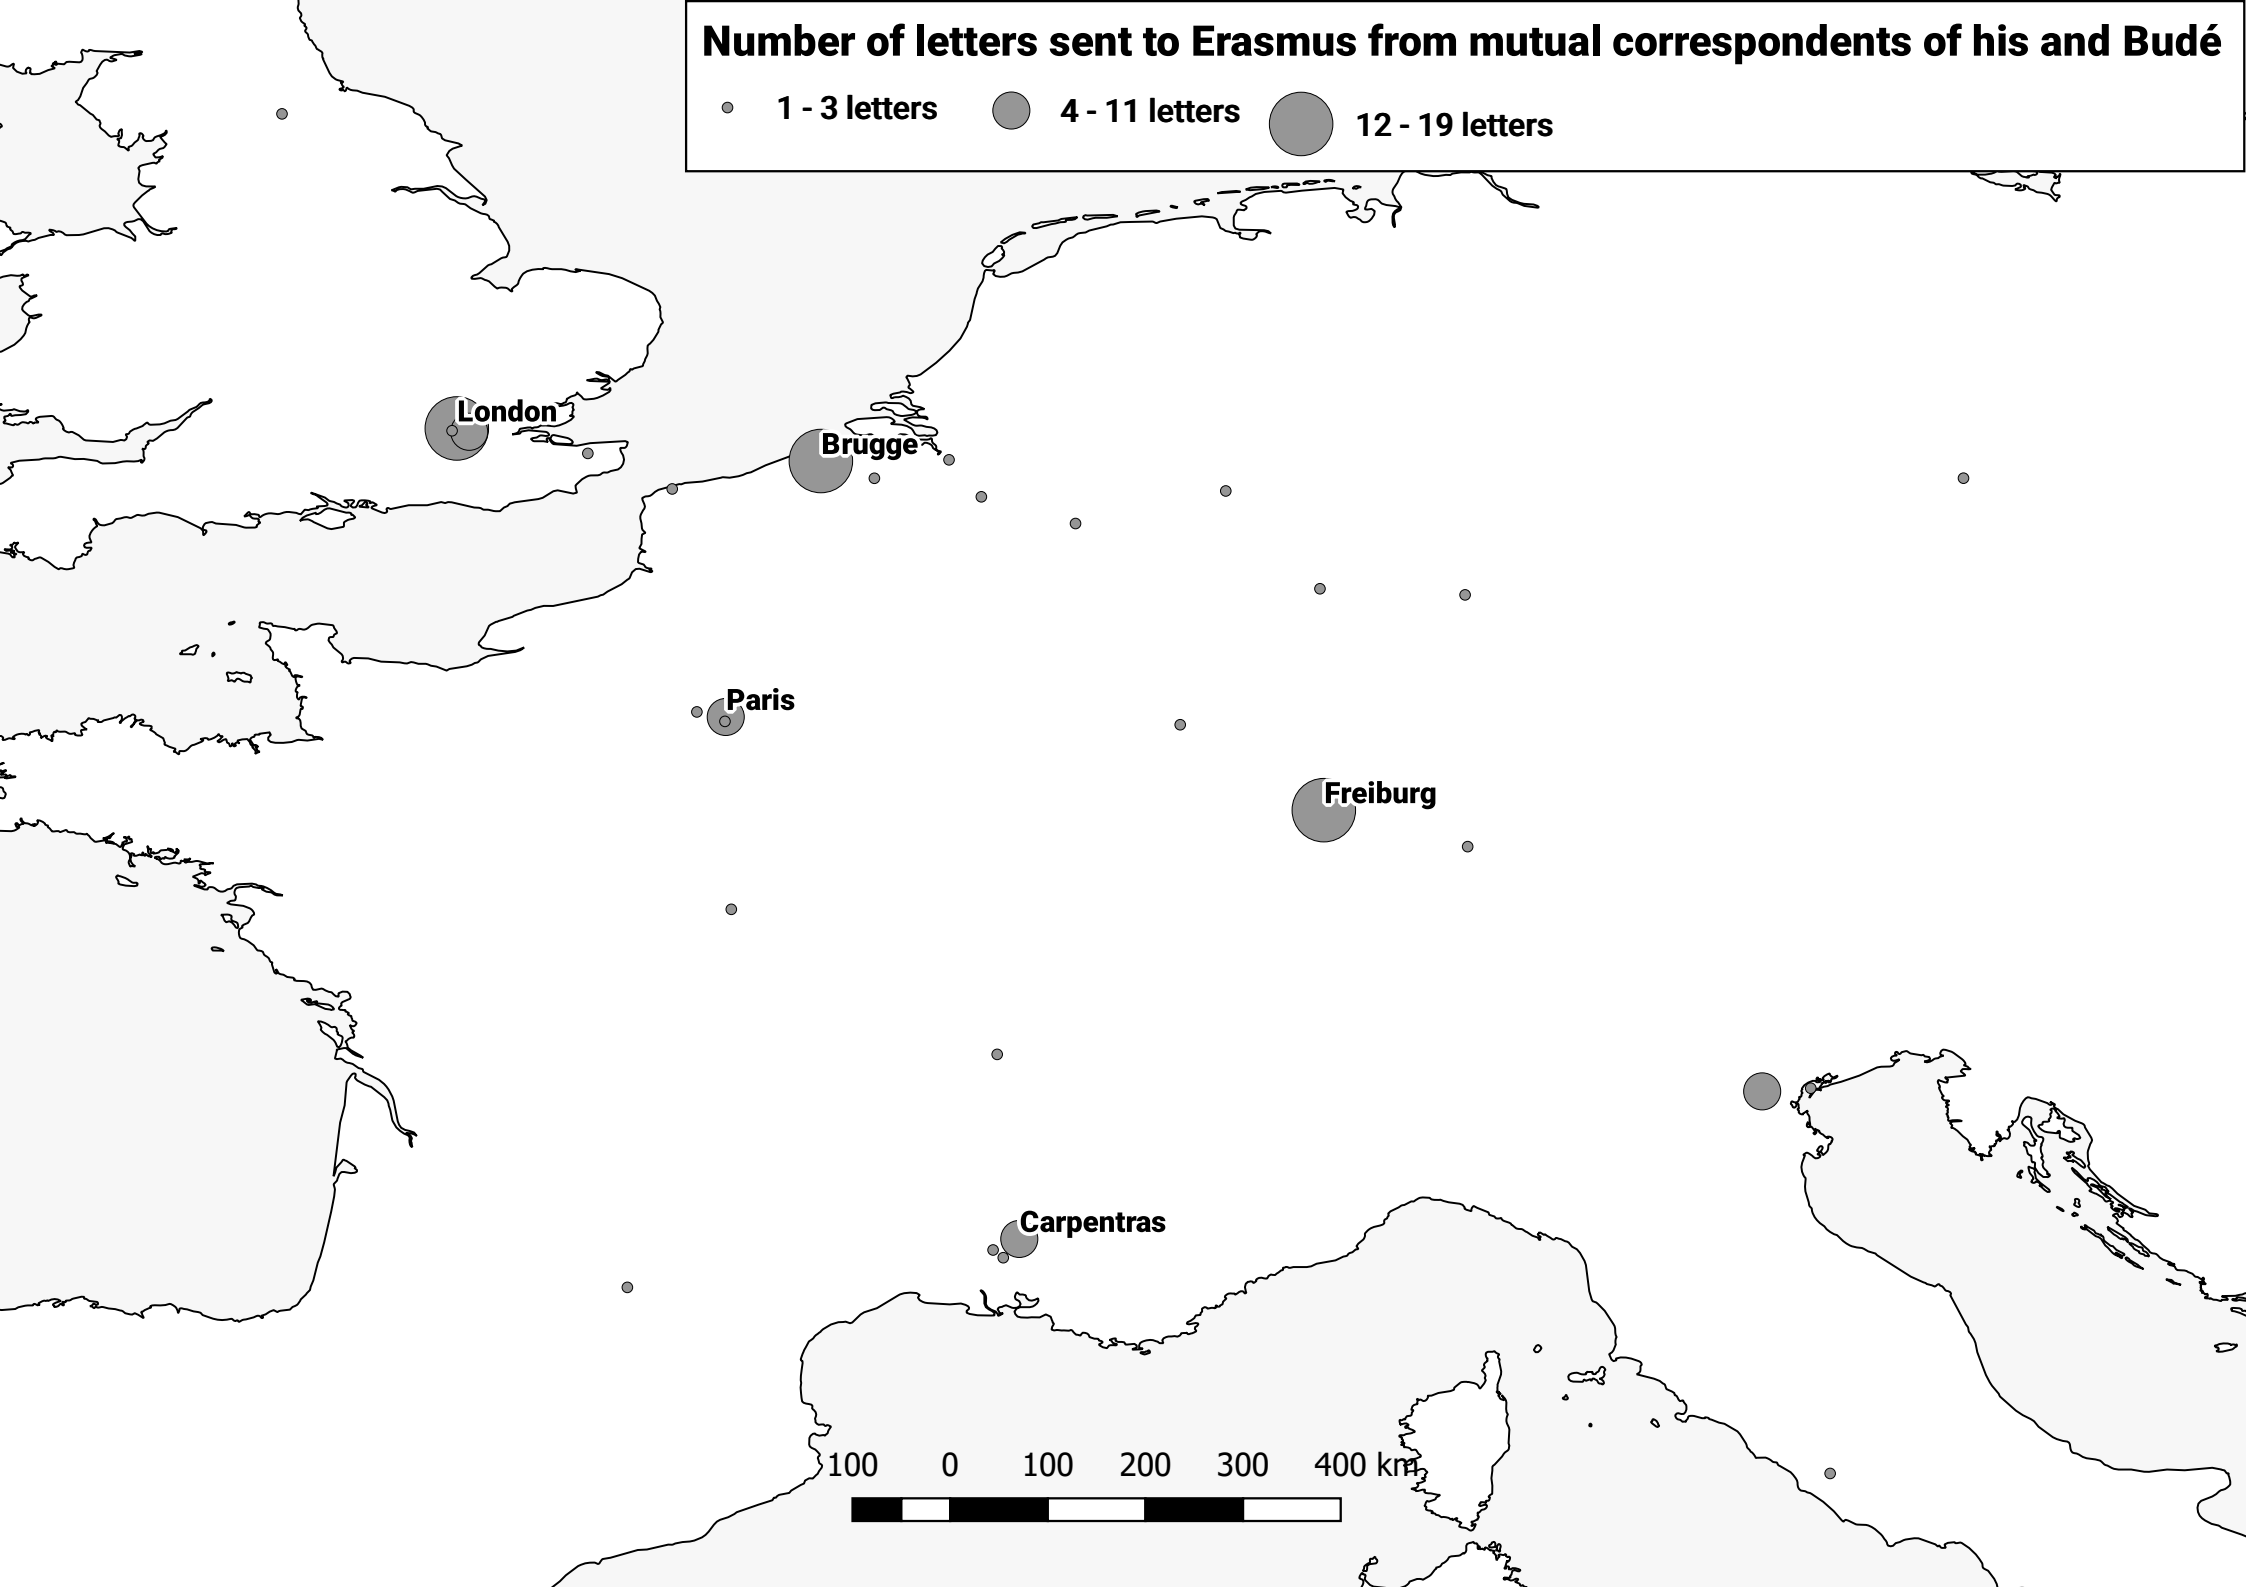 Number of letters sent to Erasmus from mutual correspondents of his and Budé
1 - 3 letters 4 - 11 letters 12 - 19 letters
London
Brugge
Paris
Freiburg
Carpentras
100 0 100 200 300 400 km